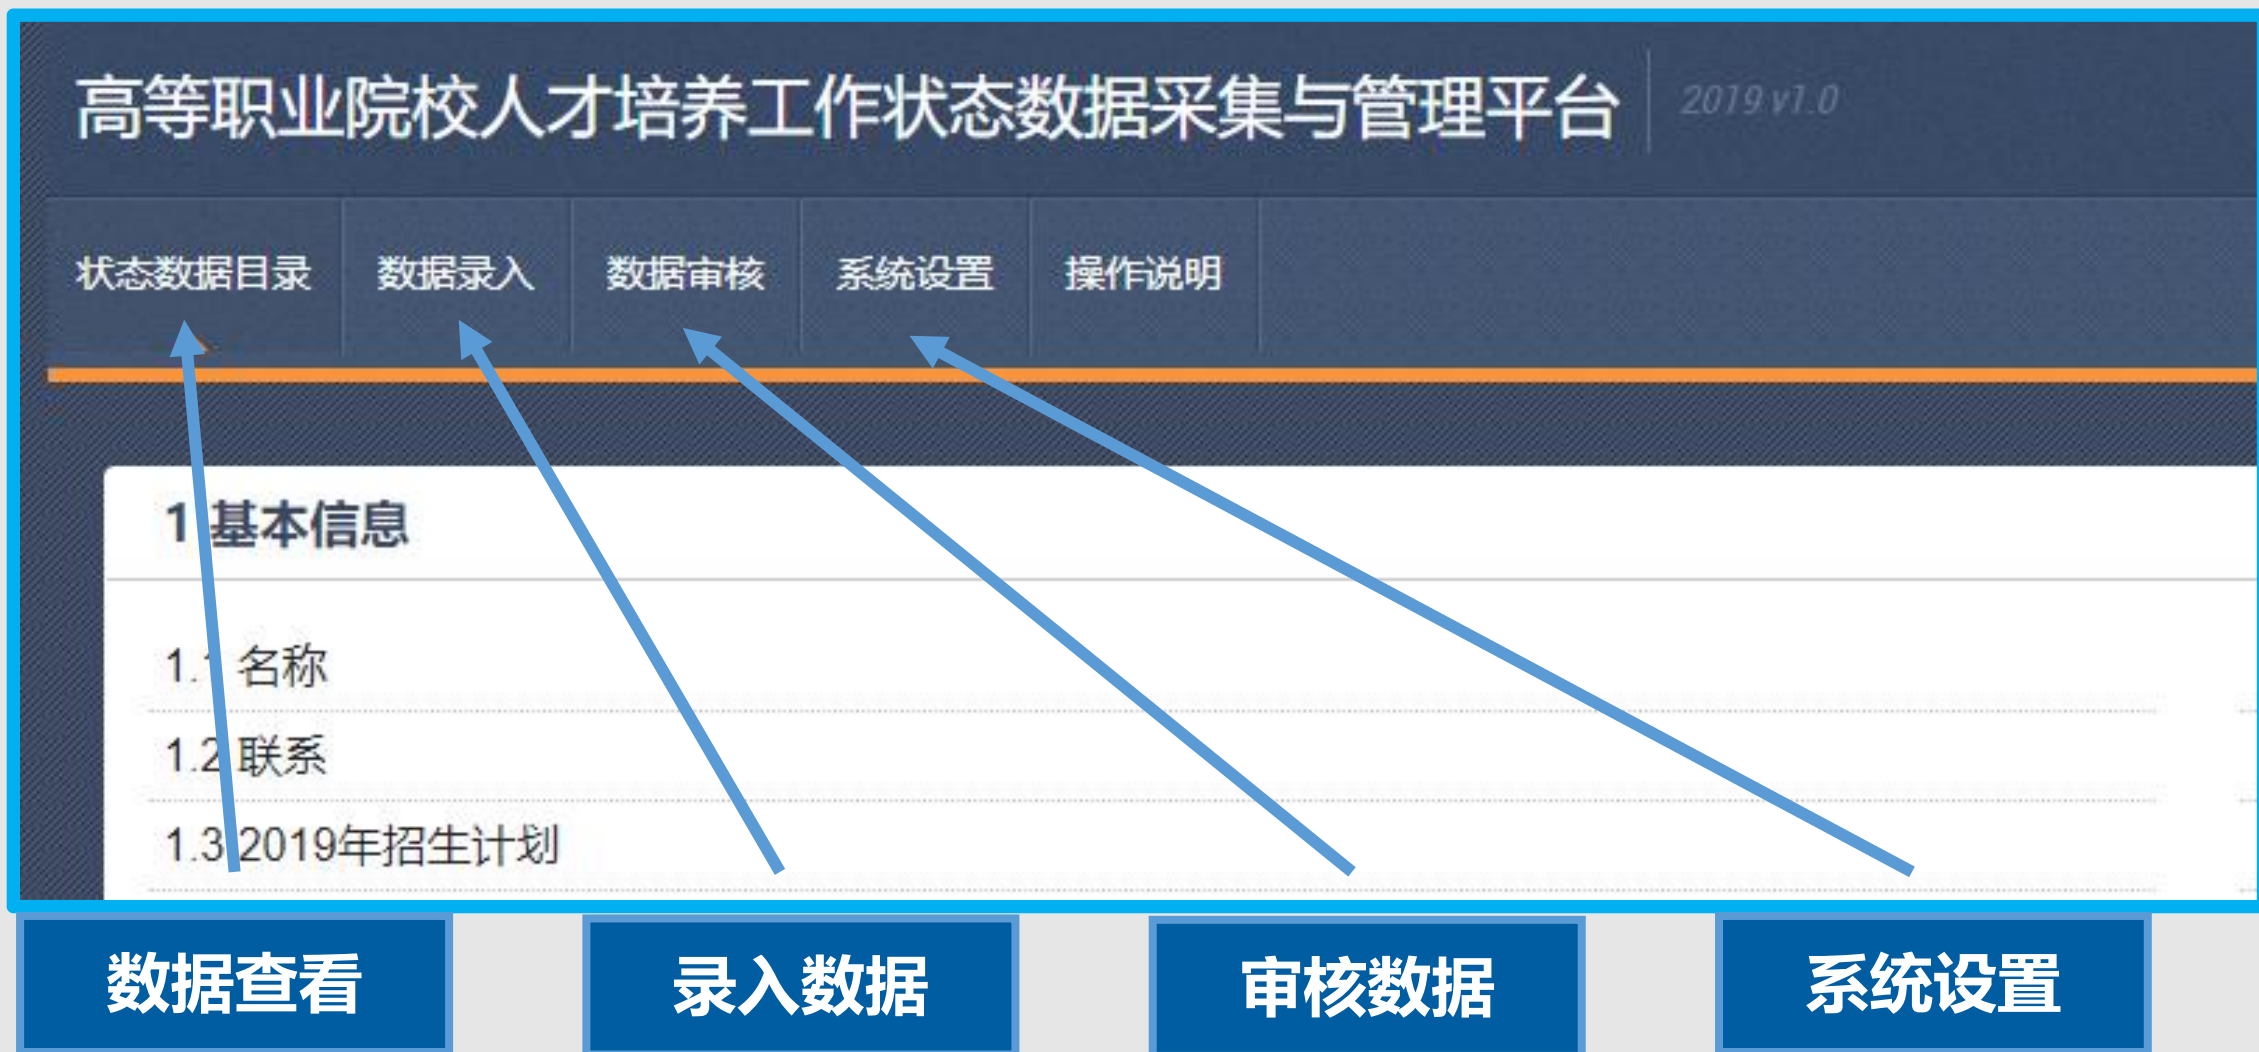 高等职业院校人才培养工作状态数据采集与管理平台 2019 v1.0
状态数据目录 数据录入 数据审核 系统设置 操作说明
1 基本信息
1.1 名称
1.2 联系
1.3 2019年招生计划
数据查看 录入数据 审核数据 系统设置